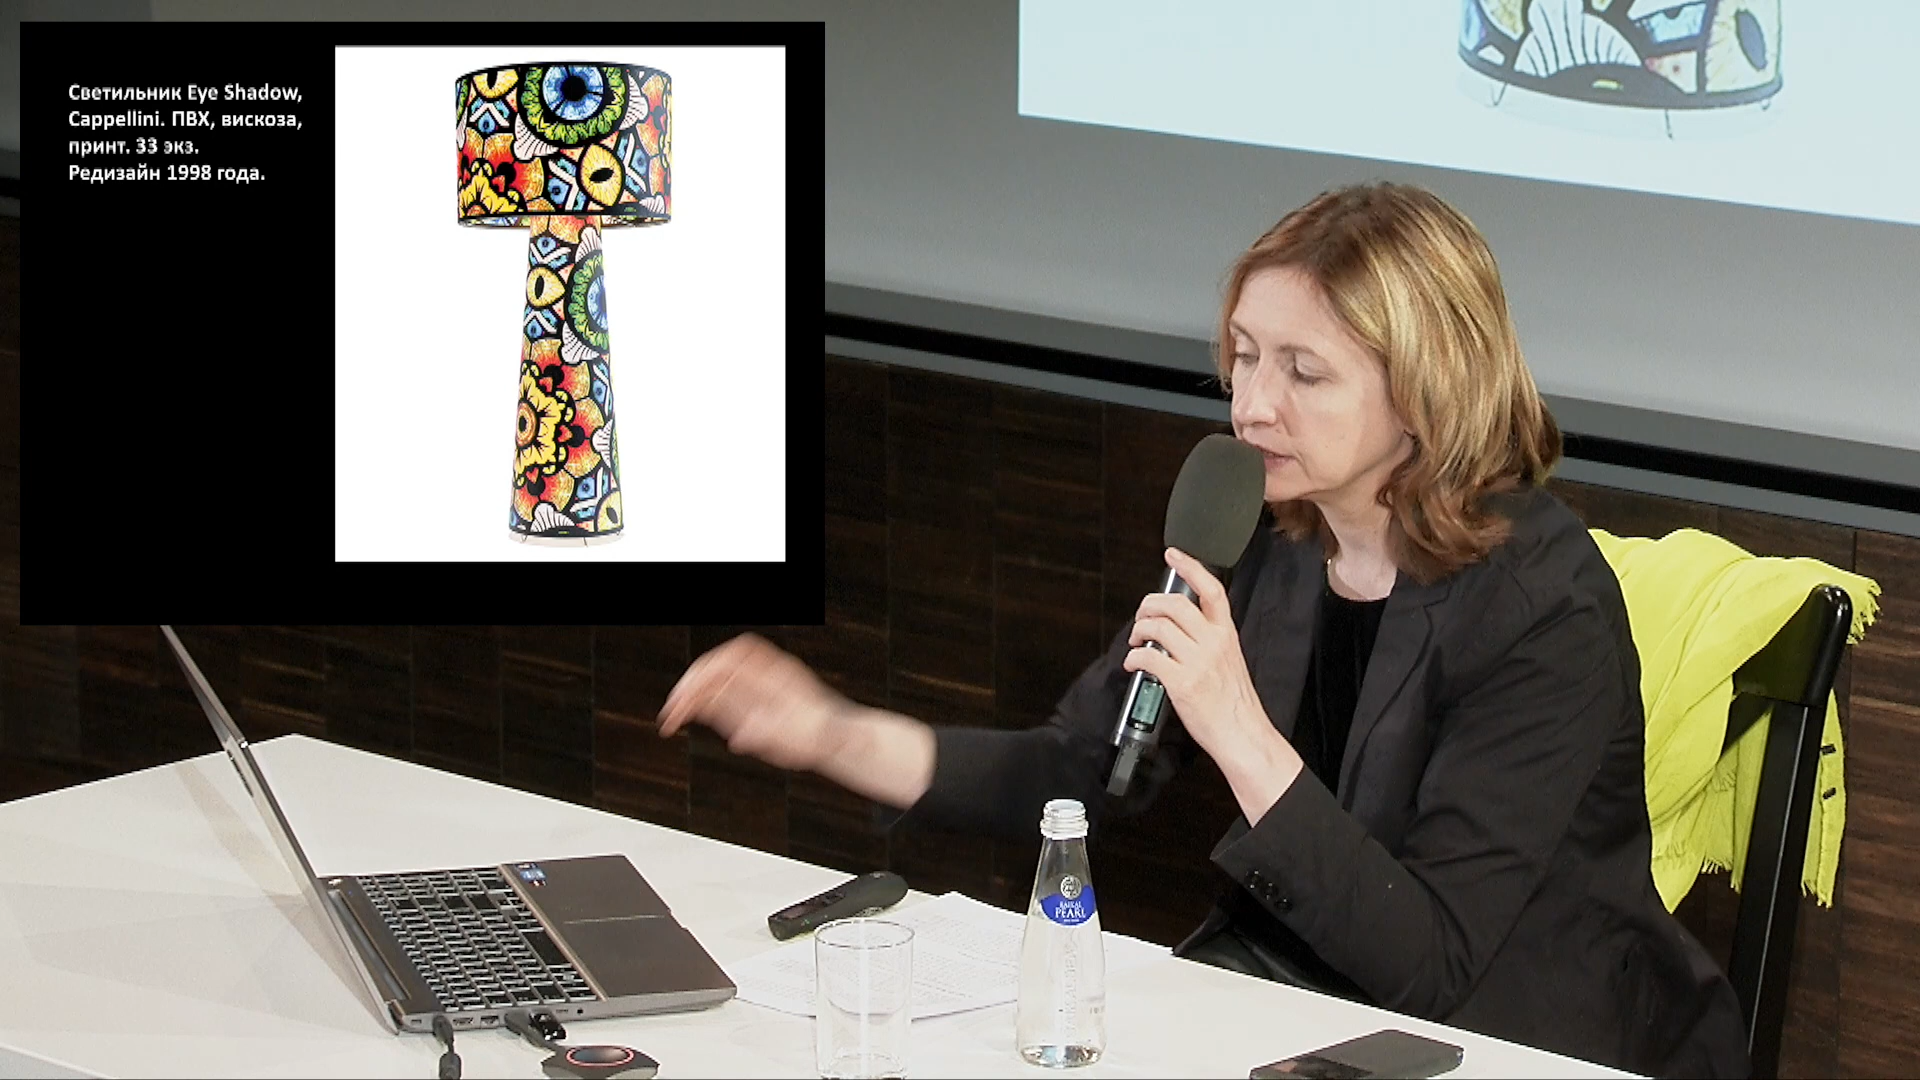 Светильник Eye Shadow,
Cappellini. ПВХ, вискоза,
принт. 33 экз.
Редизайн 1998 года.
BAIKAL
PEARL